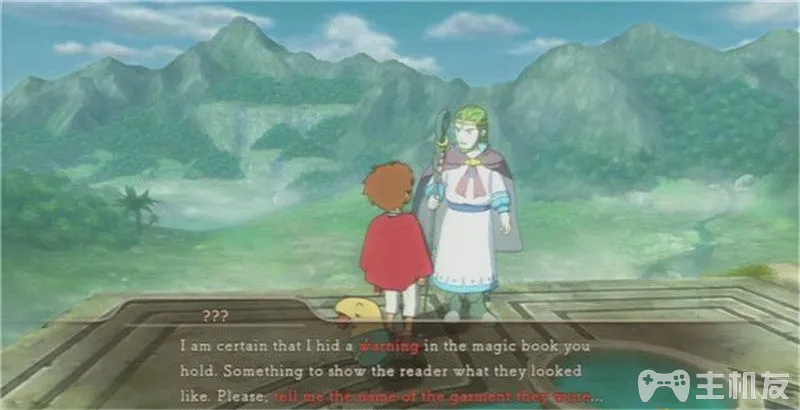 ???
I am certain that I hid a warning in the magic book you
hold. Something to show the reader what they looked
like. Please, tell me the name of the garment they wore...
主机友